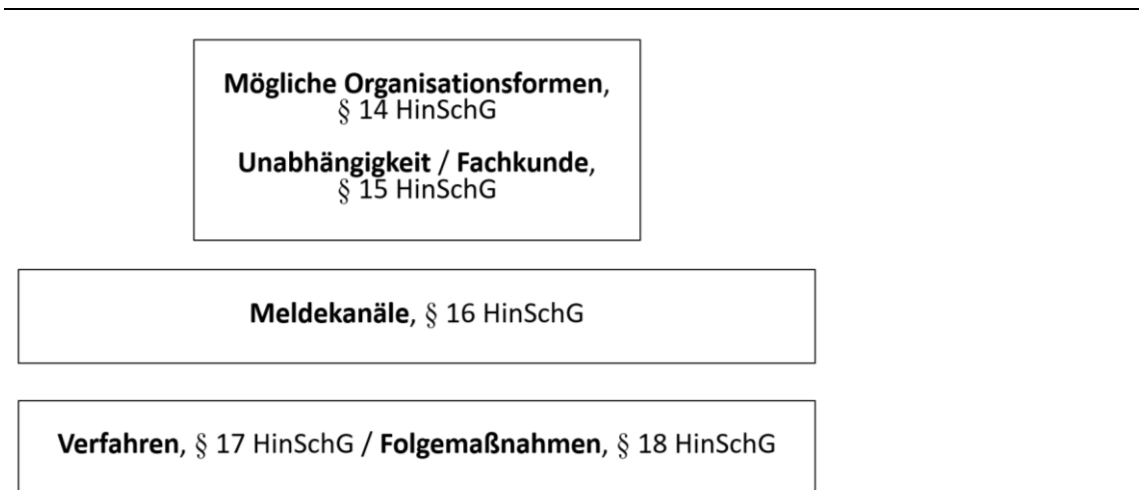 Mögliche Organisationsformen,
§ 14 HinSchG
Unabhängigkeit / Fachkunde,
§ 15 HinSchG
Meldekanäle, § 16 HinSchG
Verfahren, § 17 HinSchG / Folgemaßnahmen, § 18 HinSchG